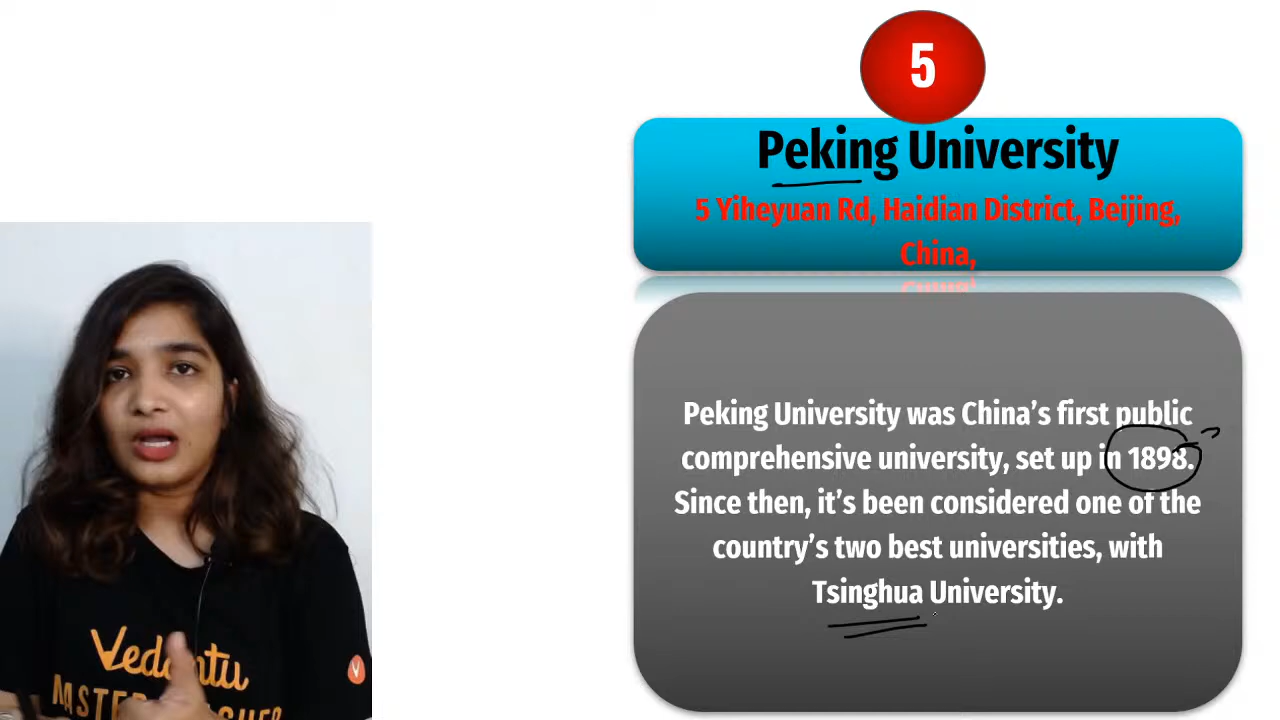 5
Peking University
5 Yiheyuan Rd, Haidian District, Beijing,
China,
Peking University was China’s first public
comprehensive university, set up in 1898.
Since then, it’s been considered one of the
country’s two best universities, with
Tsinghua University.
Vedantu
MASTER